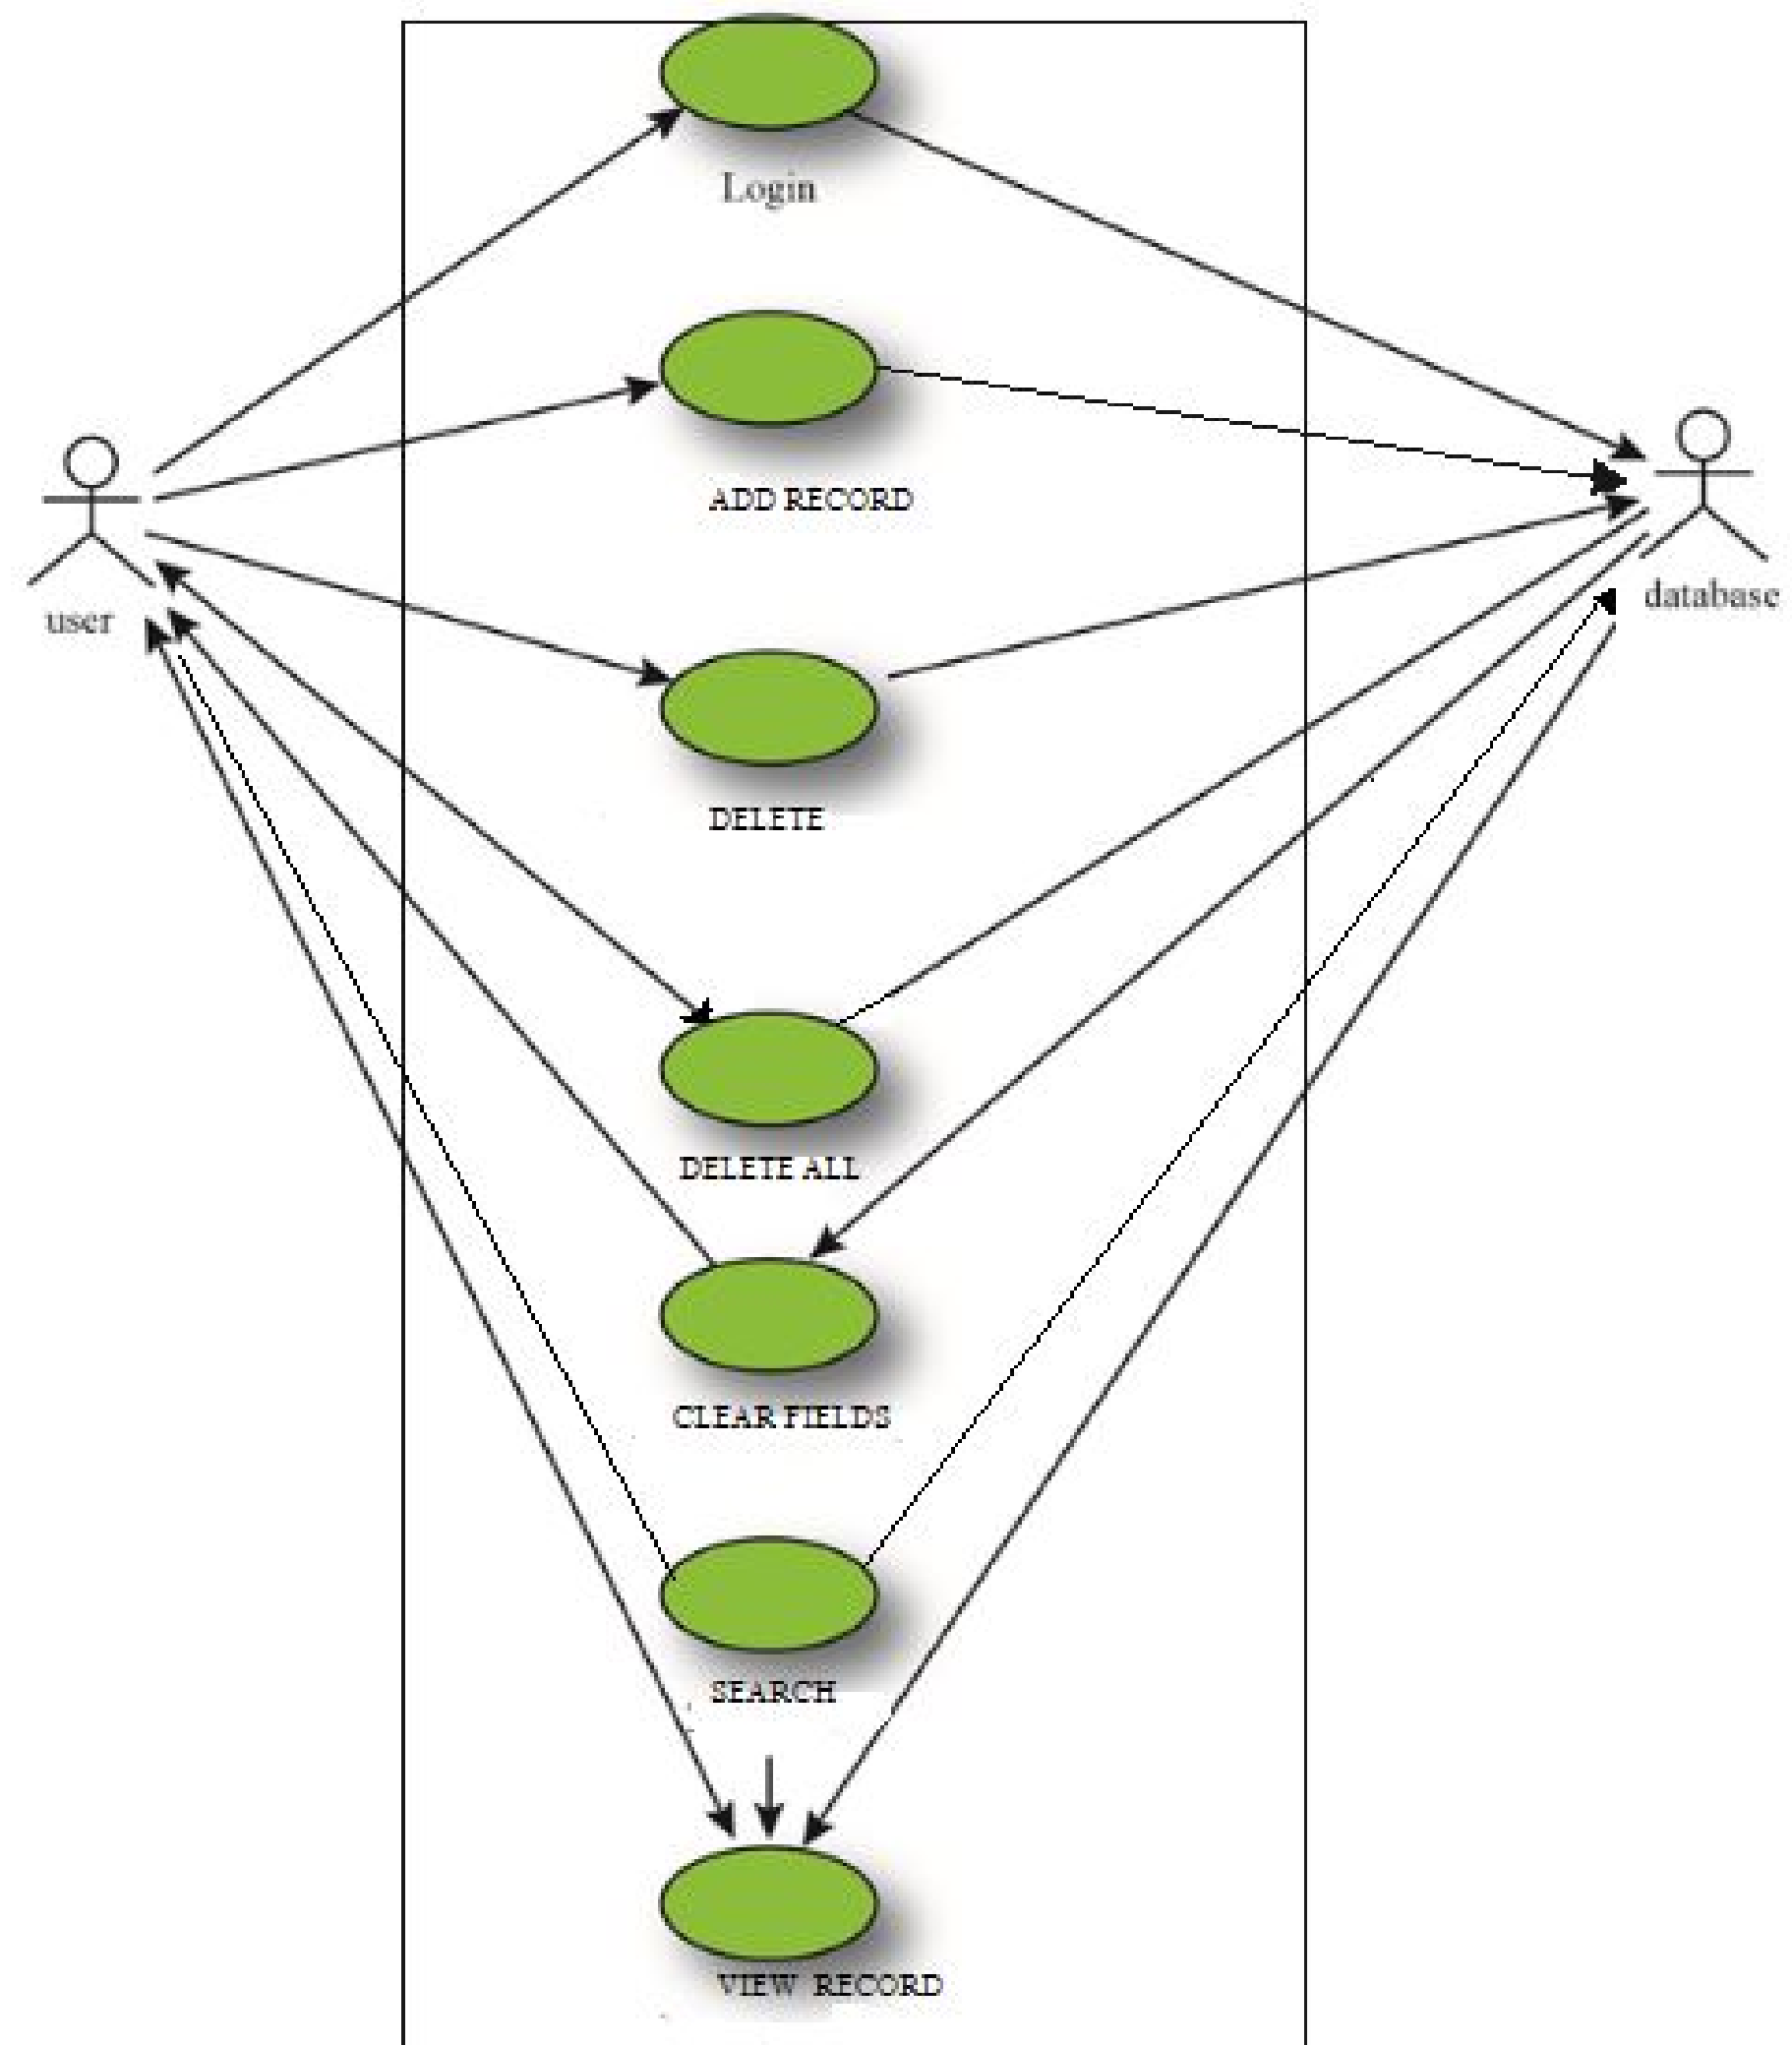 Login
ADD RECORD
user
database
DELETE
DELETE ALL
CLEAR FIELDS
SEARCH
VIEW RECORD